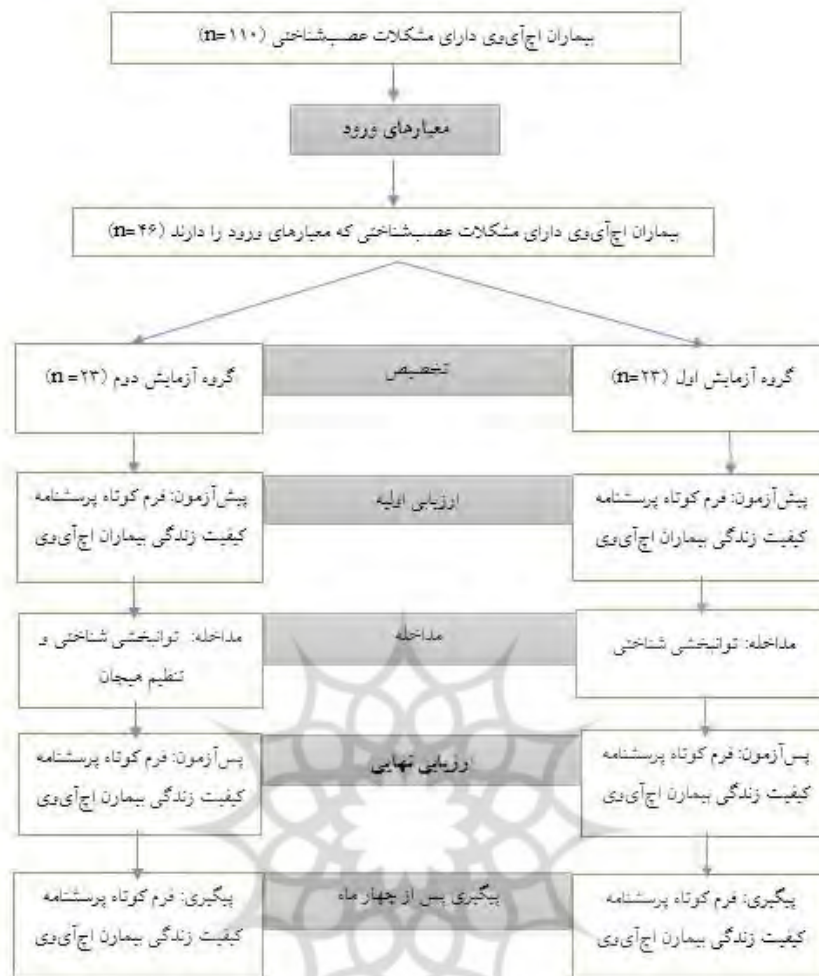 بیماران اچ‌آی‌وی دارای مشکلات عصب‌شناختی (n=۱۱۰)
معیارهای ورود
بیماران اچ‌آی‌وی دارای مشکلات عصب‌شناختی که معیارهای ورود را دارند (n=۴۶)
گروه آزمایش اول (n=۲۳)
تخصیص
گروه آزمایش دوم (n =۲۳)
پیش‌آزمون: فرم کوتاه پرسشنامه
کیفیت زندگی بیماران اچ‌آی‌وی
ارزیابی اولیه
پیش‌آزمون: فرم کوتاه پرسشنامه
کیفیت زندگی بیماران اچ‌آی‌وی
مداخله: توانبخشی شناختی
مداخله
مداخله: توانبخشی شناختی و
تنظیم هیجان
پس‌آزمون: فرم کوتاه پرسشنامه
کیفیت زندگی بیمارن اچ‌آی‌وی
ارزیابی نهایی
پس‌آزمون: فرم کوتاه پرسشنامه
کیفیت زندگی بیمارن اچ‌آی‌وی
پیگیری: فرم کوتاه پرسشنامه
کیفیت زندگی بیمارن اچ‌آی‌وی
پیگیری پس از چهار ماه
پیگیری: فرم کوتاه پرسشنامه
کیفیت زندگی بیمارن اچ‌آی‌وی